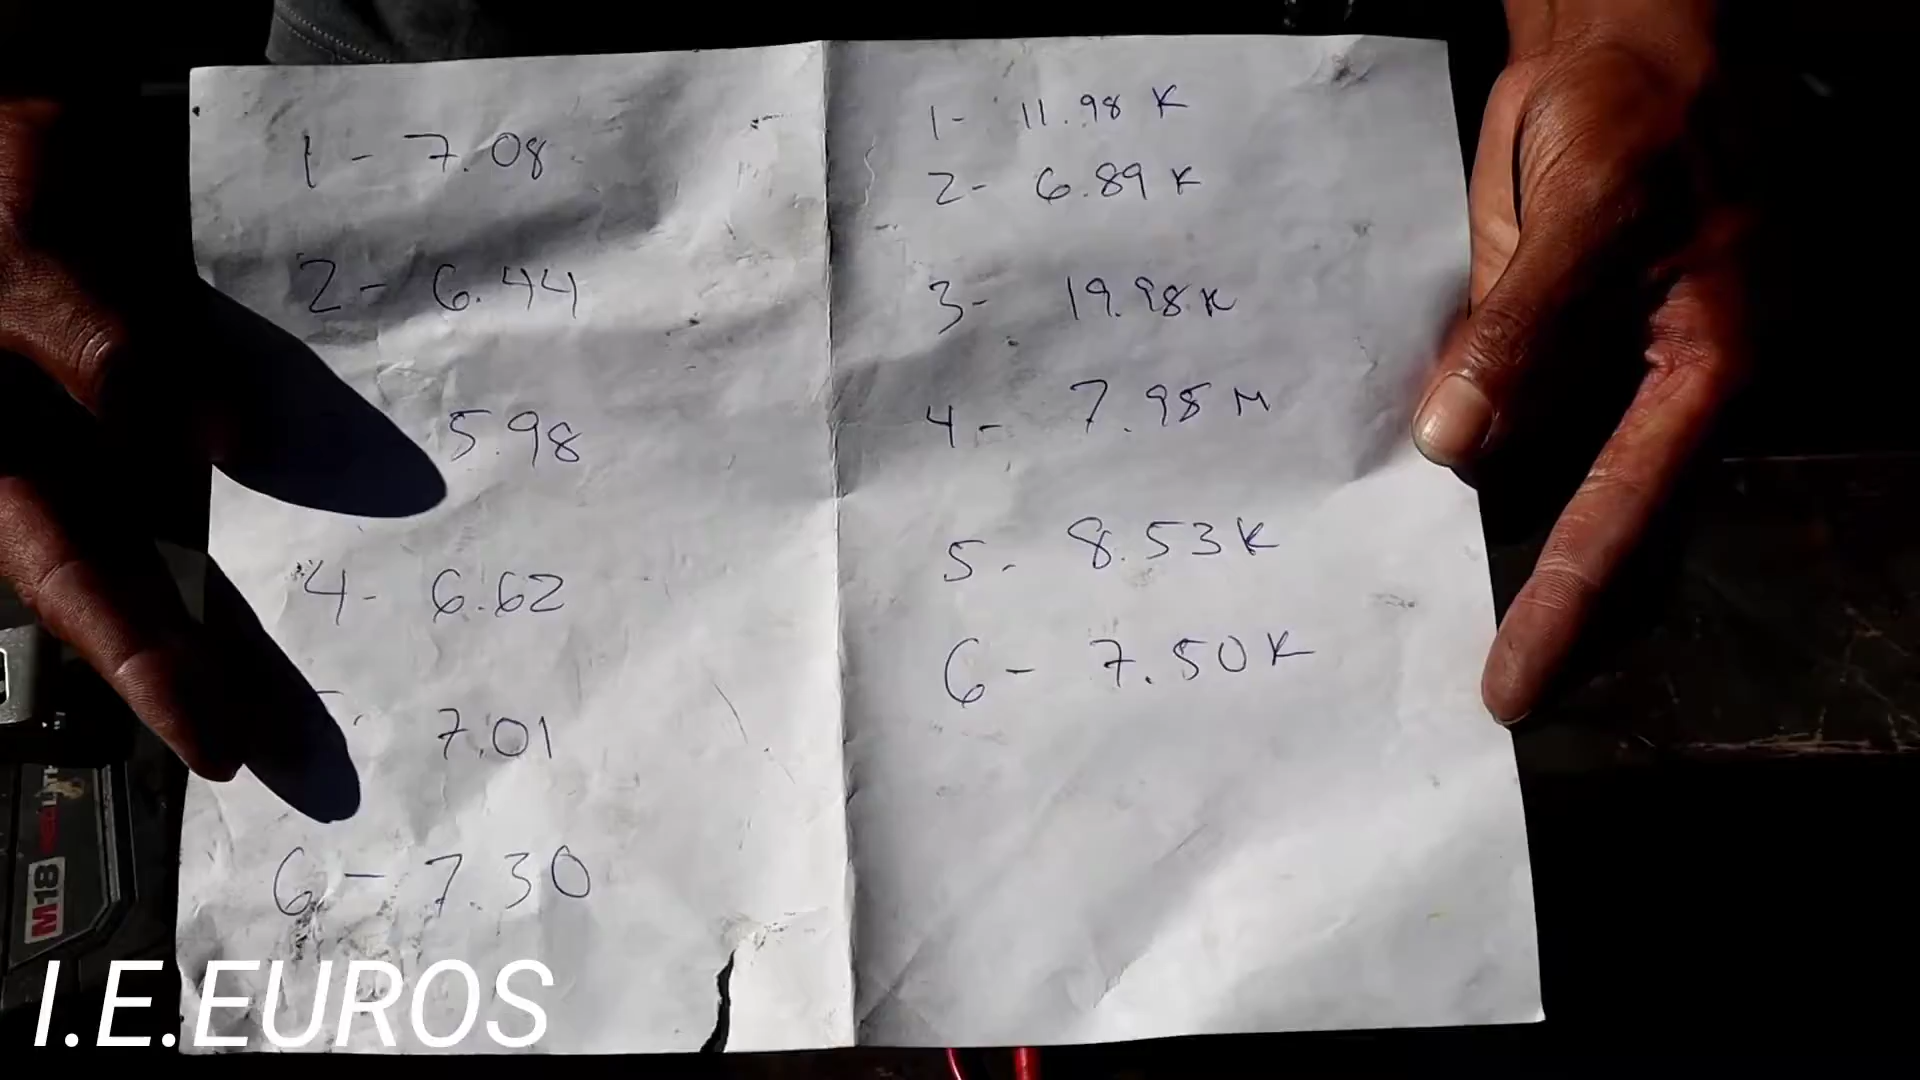 1 - 7.08
2 - 6.44
5.98
4 - 6.62
7.01
6 - 7.30
1- 11.98 K
2- 6.89 K
3- 19.98 K
4- 7.95 M
5- 8.53 K
6- 7.50 K
M18
I.E.EUROS